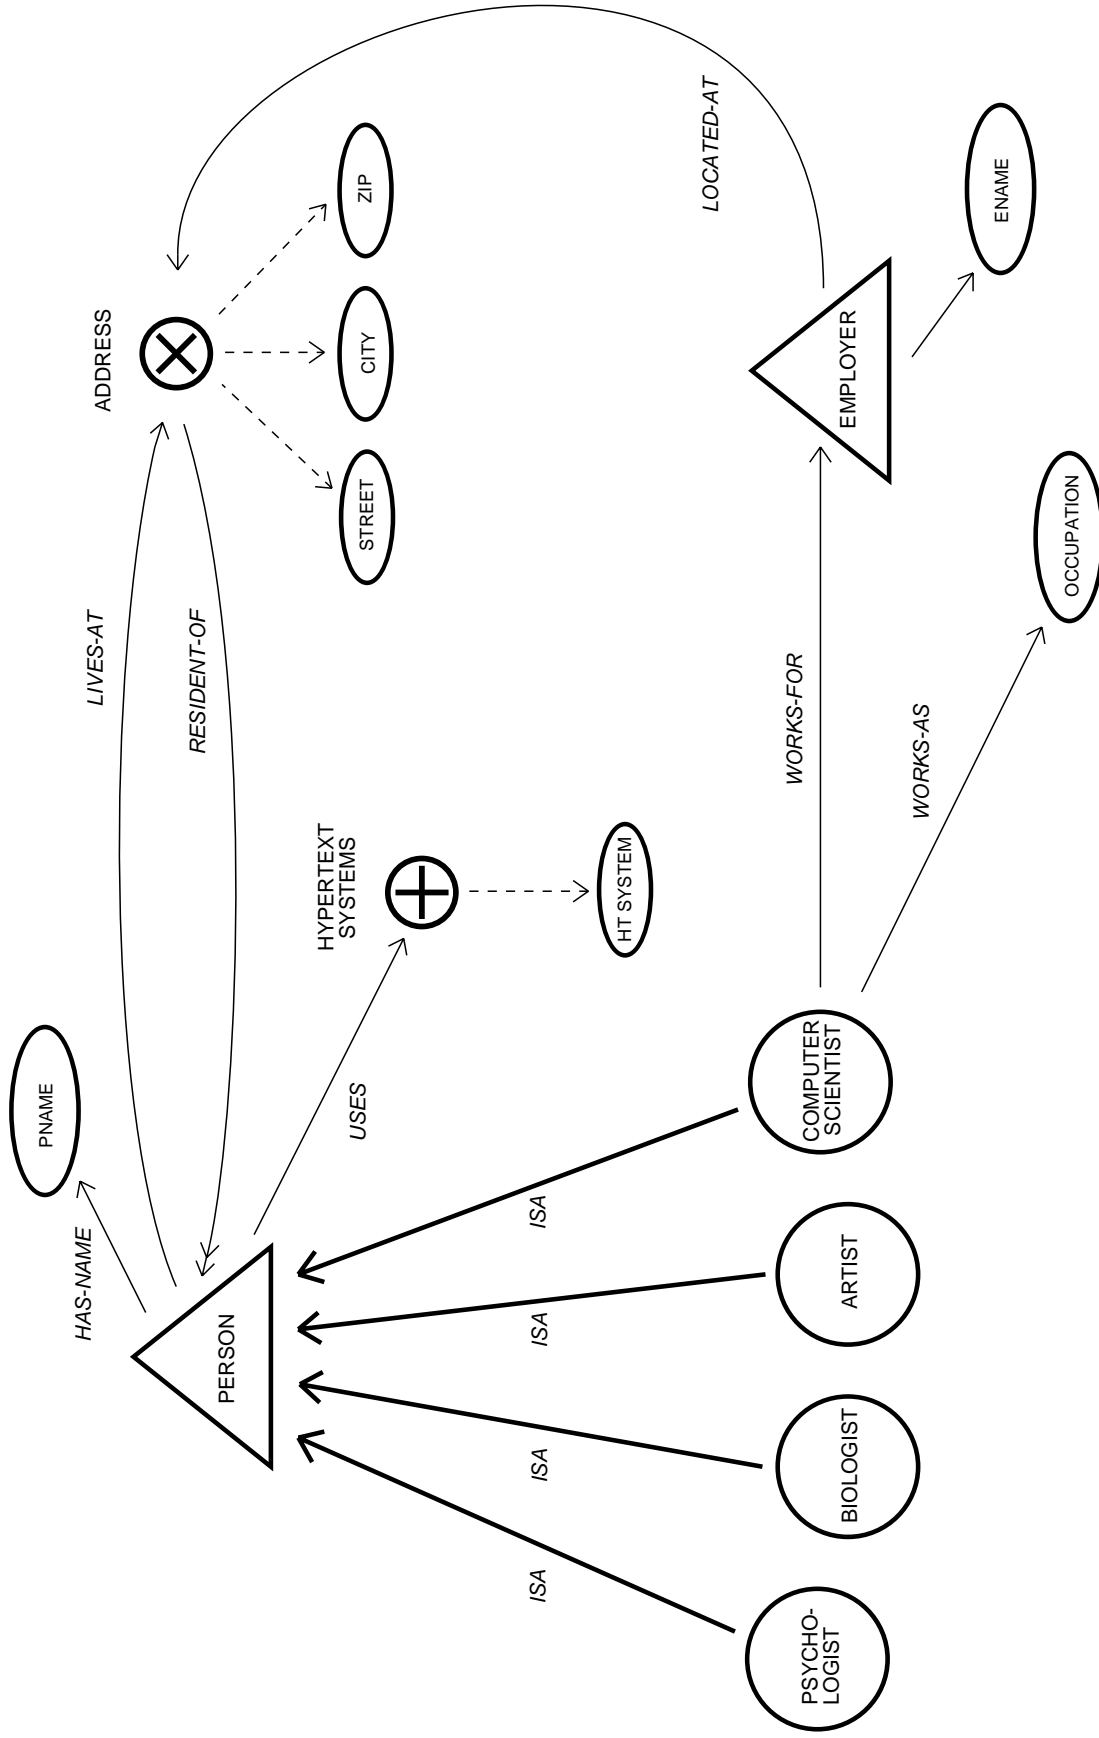 PNAME
HAS-NAME
PERSON
LIVES-AT
RESIDENT-OF
ADDRESS
STREET
CITY
ZIP
USES
HYPERTEXT
SYSTEMS
HT SYSTEM
LOCATED-AT
ISA
ISA
ISA
ISA
PSYCHO-
LOGIST
BIOLOGIST
ARTIST
COMPUTER
SCIENTIST
WORKS-FOR
EMPLOYER
WORKS-AS
OCCUPATION
ENAME